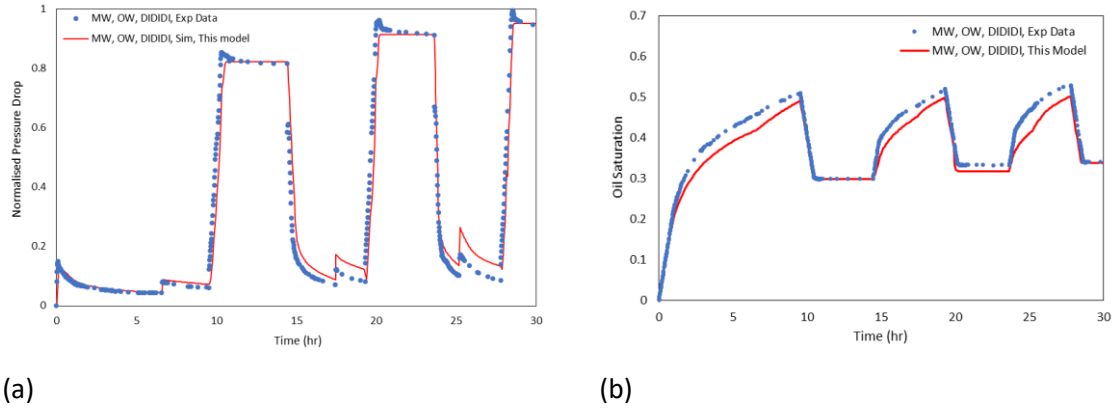 MW, OW, DIDIDI, Exp Data
MW, OW, DIDIDI, Sim, This model
Normalised Pressure Drop
1
0.8
0.6
0.4
0.2
0
0
5
10
15
20
25
30
Time (hr)
(a)
MW, OW, DIDIDI, Exp Data
MW, OW, DIDIDI, This Model
Oil Saturation
0.7
0.6
0.5
0.4
0.3
0.2
0.1
0
0
5
10
15
20
25
30
Time (hr)
(b)